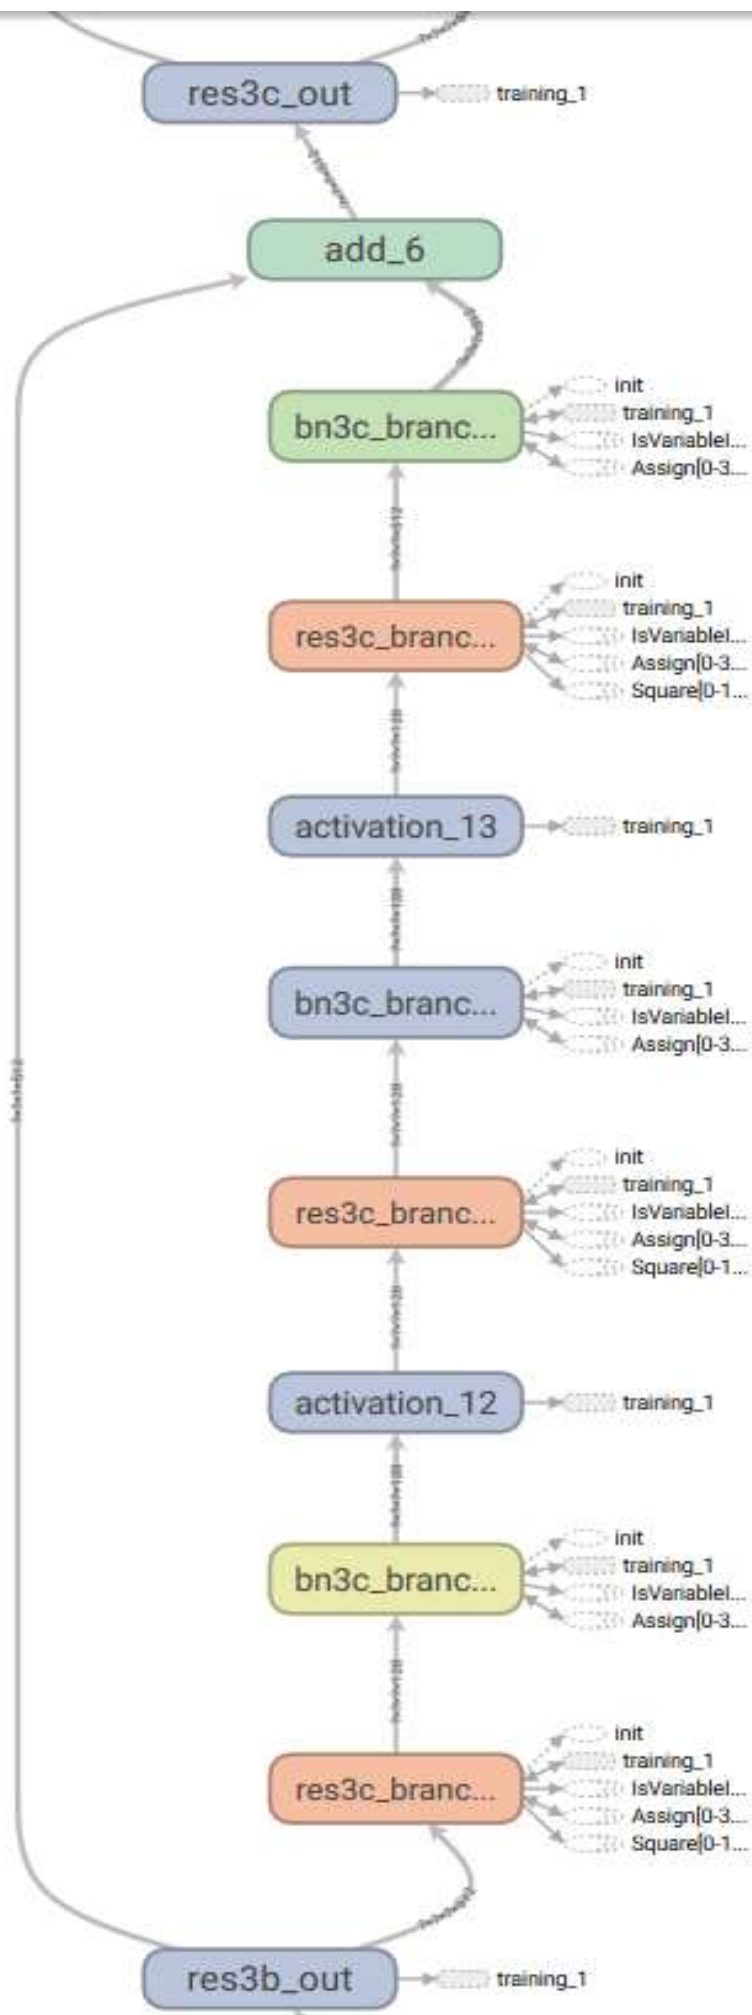 res3c_out
training_1
add_6
bn3c_branc...
init
training_1
IsVariableI...
Assign[0-3...
res3c_branc...
init
training_1
IsVariableI...
Assign[0-3...
Square[0-1...
activation_13
training_1
bn3c_branc...
init
training_1
IsVariableI...
Assign[0-3...
res3c_branc...
init
training_1
IsVariableI...
Assign[0-3...
Square[0-1...
activation_12
training_1
bn3c_branc...
init
training_1
IsVariableI...
Assign[0-3...
res3c_branc...
init
training_1
IsVariableI...
Assign[0-3...
Square[0-1...
res3b_out
training_1